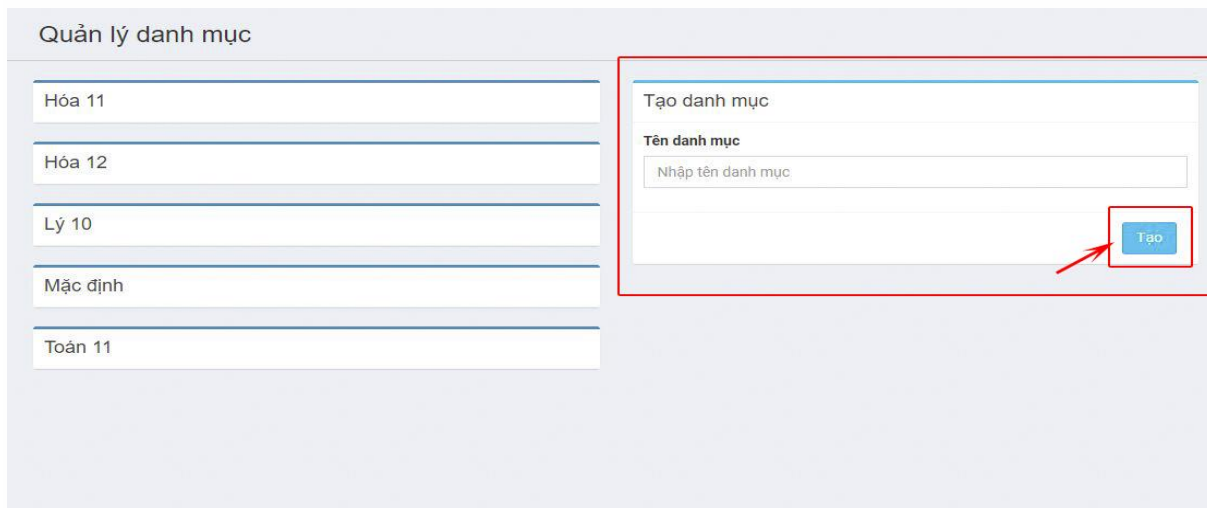 Quản lý danh mục
Hóa 11
Hóa 12
Lý 10
Mặc định
Toán 11
Tạo danh mục
Tên danh mục
Nhập tên danh mục
Tạo